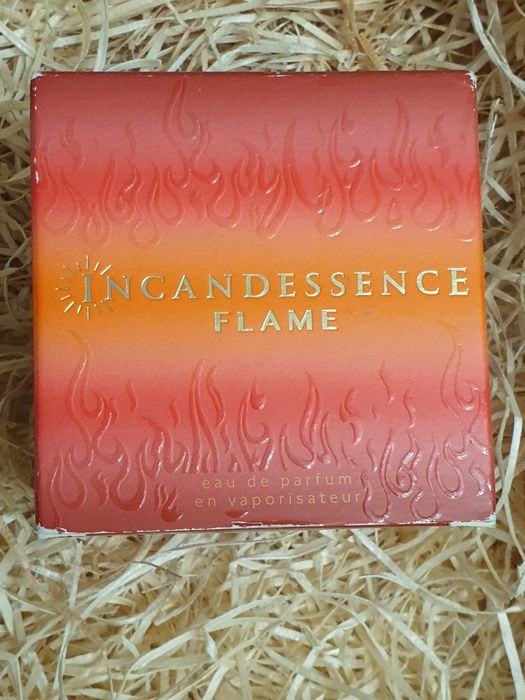 INCANDESSENCE
FLAME
eau de parfum
en vaporisateur